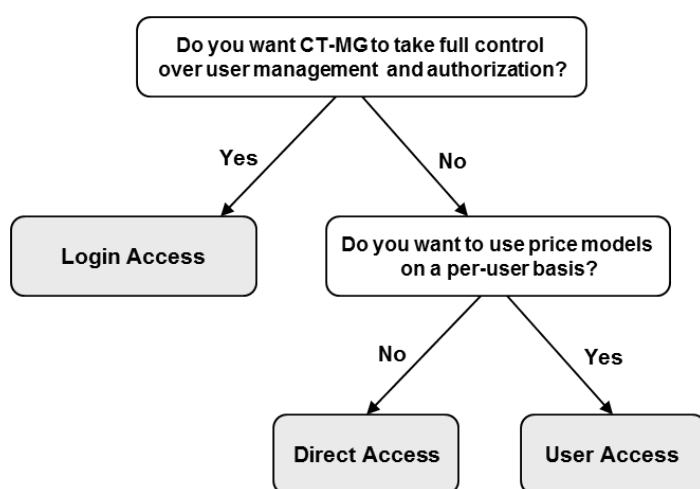 Do you want CT-MG to take full control
over user management and authorization?
Yes
No
Login Access
Do you want to use price models
on a per-user basis?
No
Yes
Direct Access
User Access